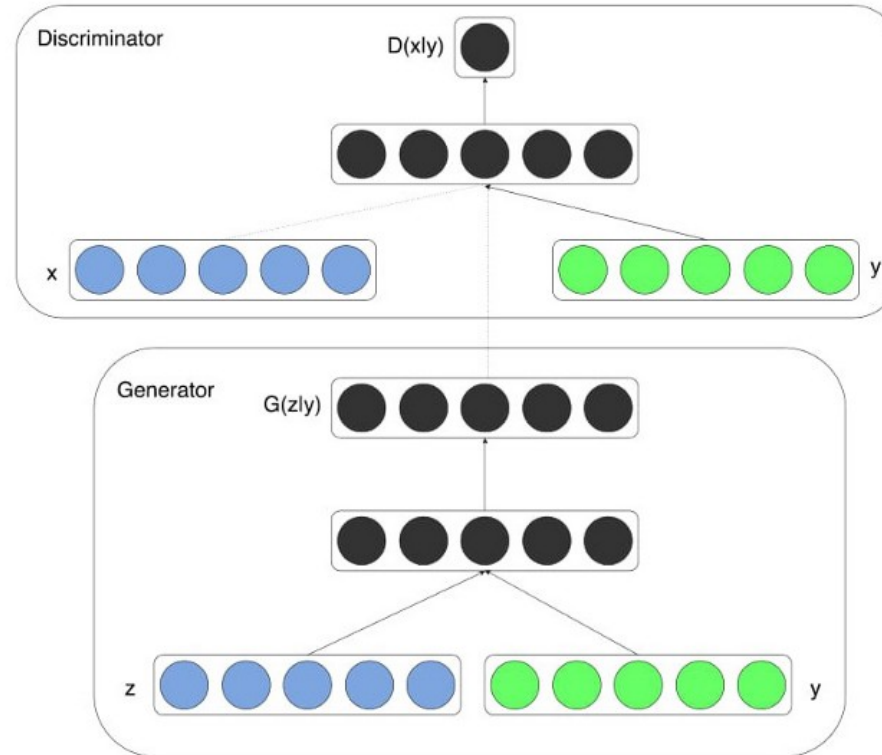 Discriminator
D(x|y)
x
y
Generator
G(z|y)
z
y